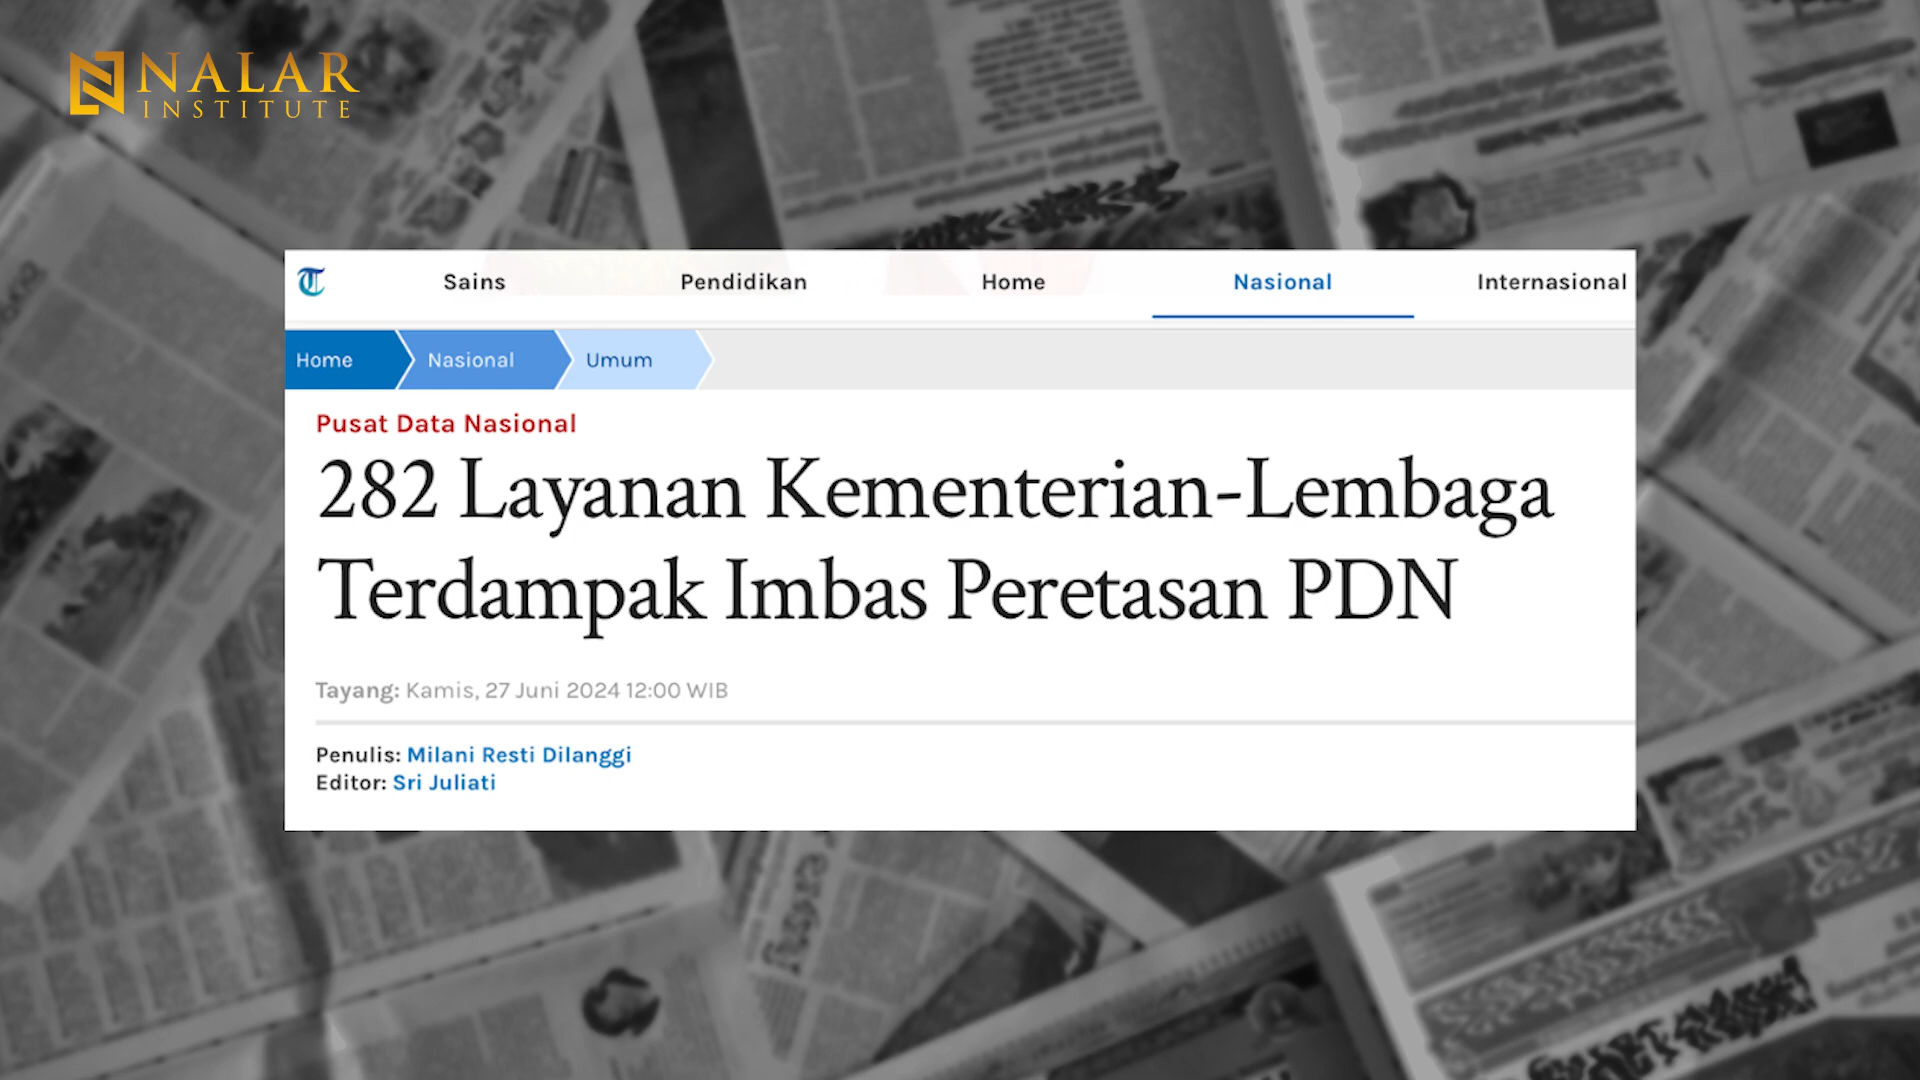 NALAR
INSTITUTE
Sains Pendidikan Home Nasional Internasional
Home Nasional Umum
Pusat Data Nasional
282 Layanan Kementerian-Lembaga
Terdampak Imbas Peretasan PDN
Tayang: Kamis, 27 Juni 2024 12:00 WIB
Penulis: Milani Resti Dilanggi
Editor: Sri Juliati